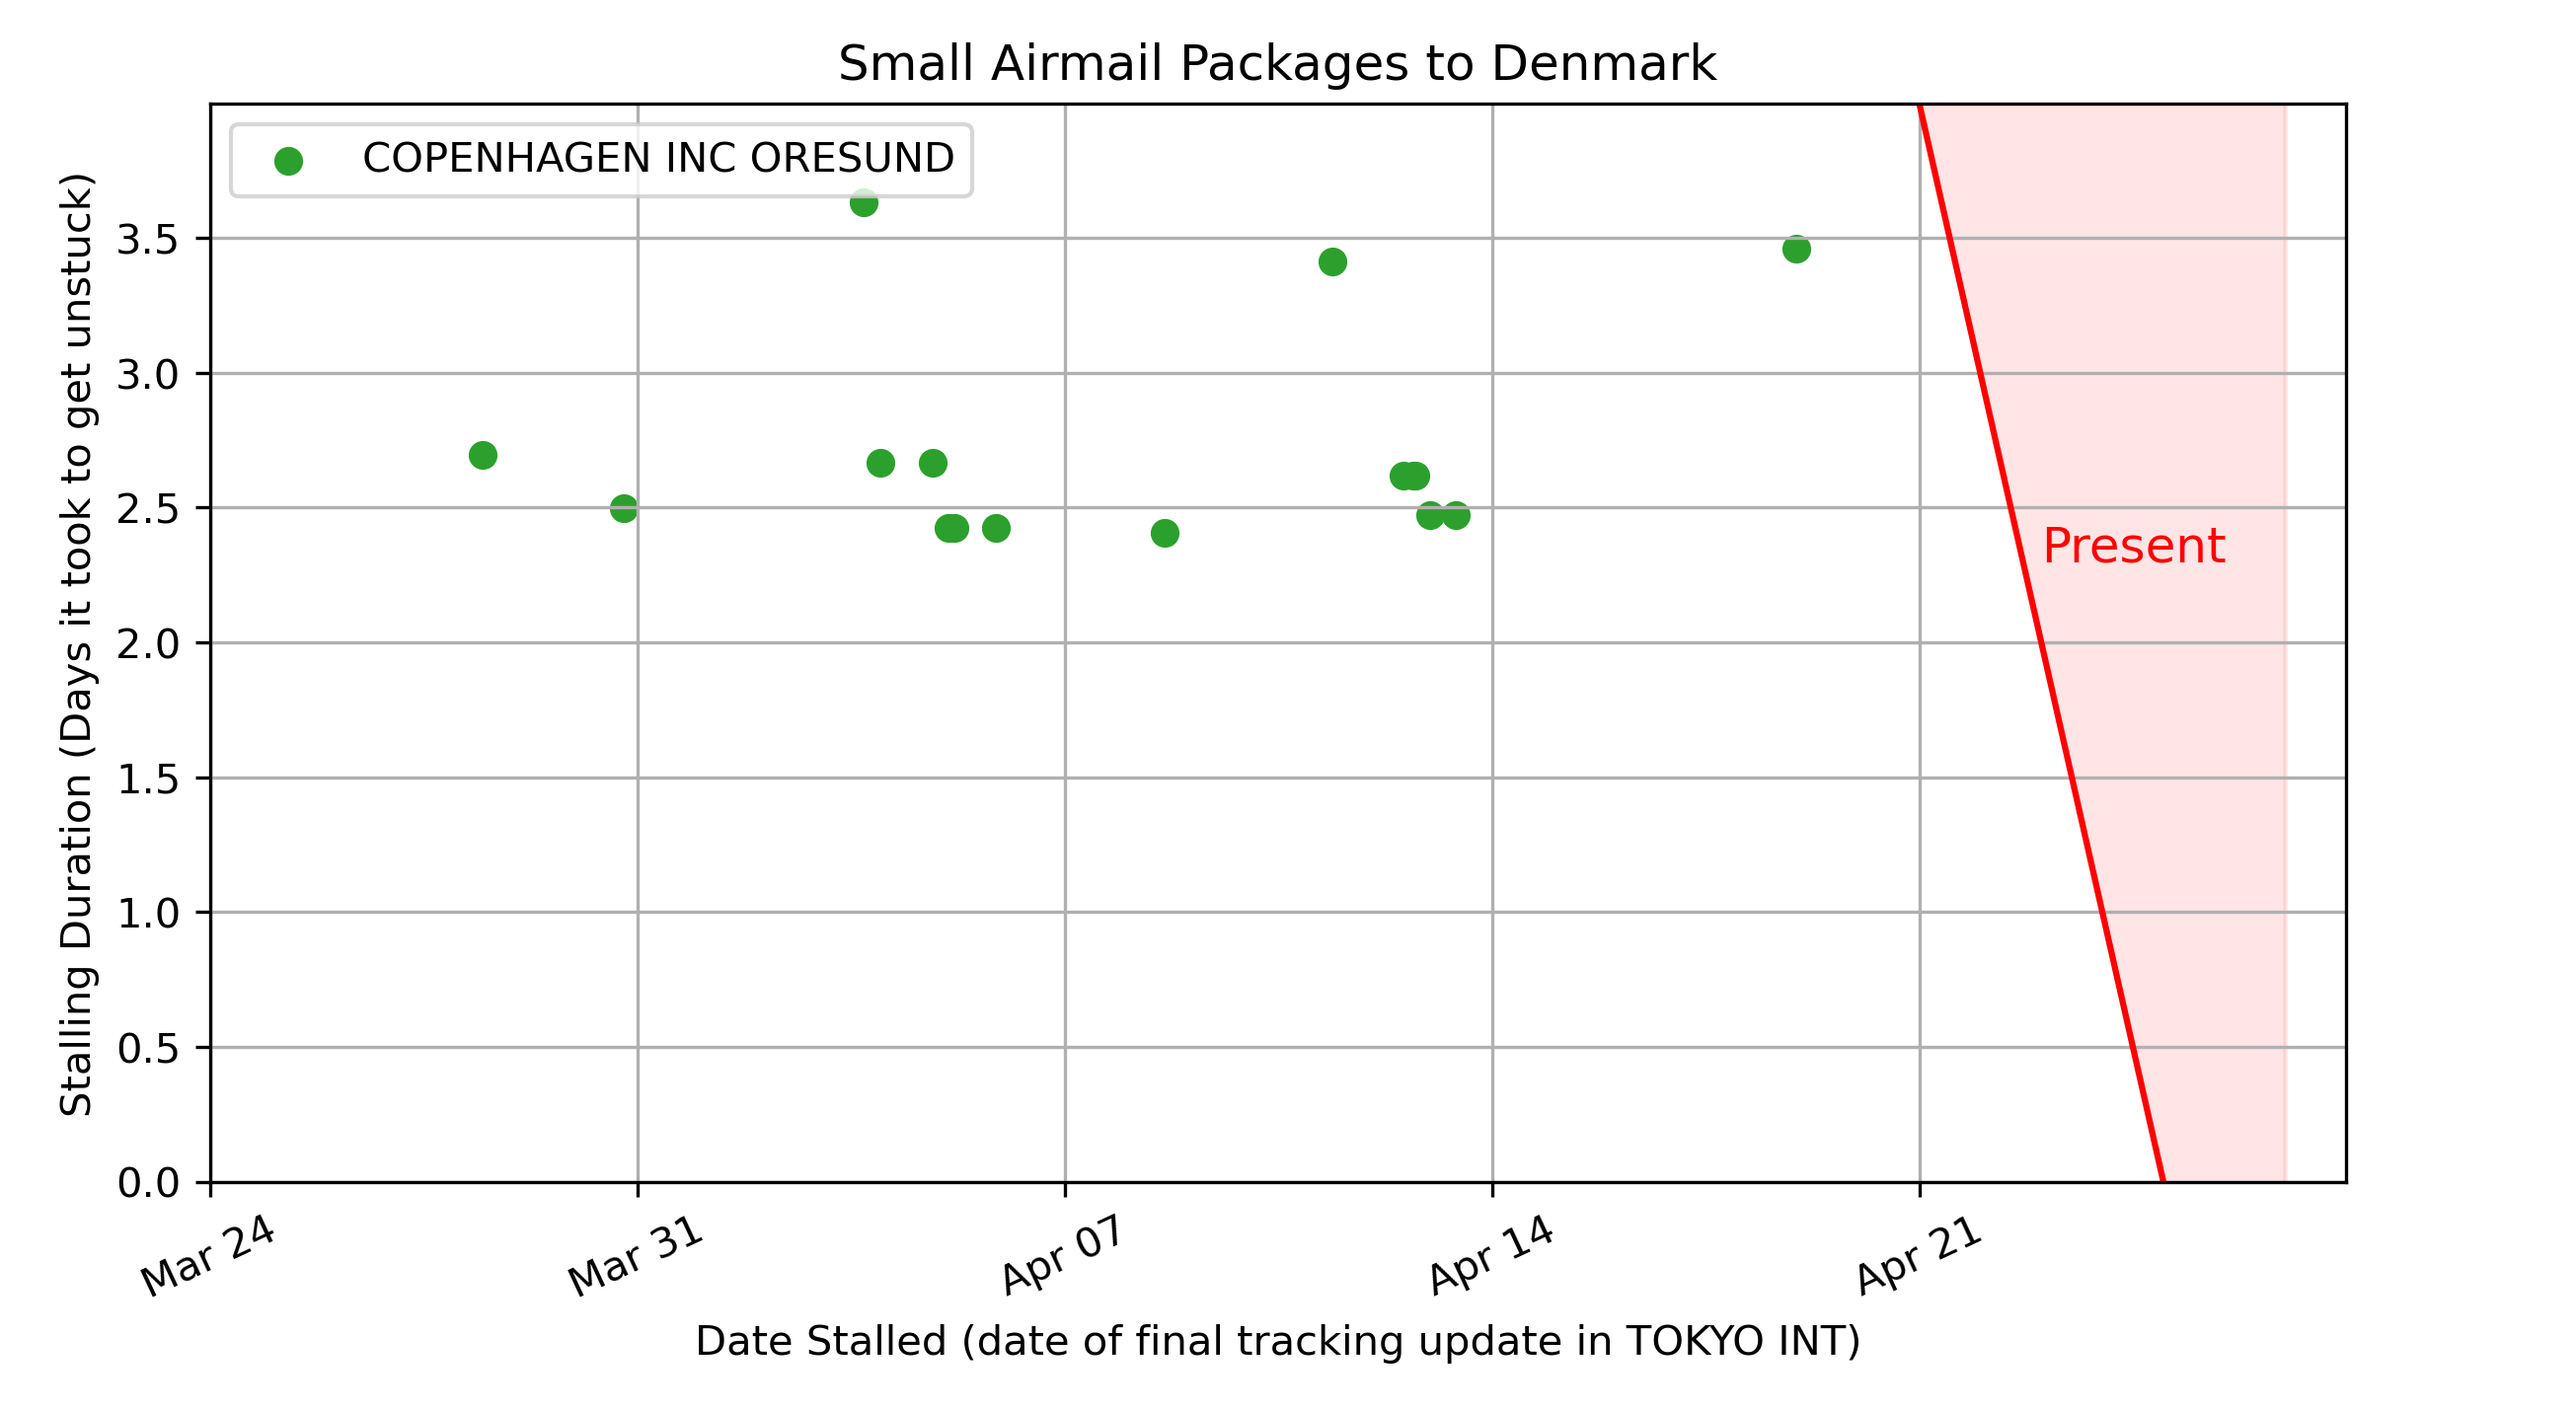 Small Airmail Packages to Denmark
COPENHAGEN INC ORESUND
Stalling Duration (Days it took to get unstuck)
3.5
3.0
2.5
2.0
1.5
1.0
0.5
0.0
Present
Mar 24
Mar 31
Apr 07
Apr 14
Apr 21
Date Stalled (date of final tracking update in TOKYO INT)